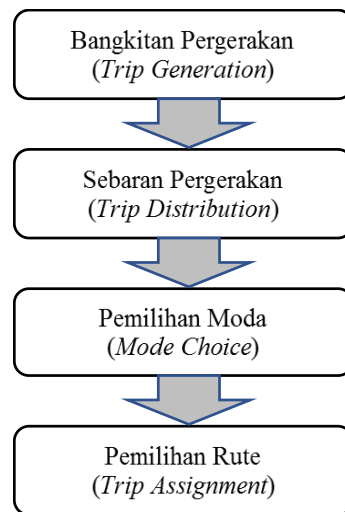 Bangkitan Pergerakan
(Trip Generation)
Sebaran Pergerakan
(Trip Distribution)
Pemilihan Moda
(Mode Choice)
Pemilihan Rute
(Trip Assignment)